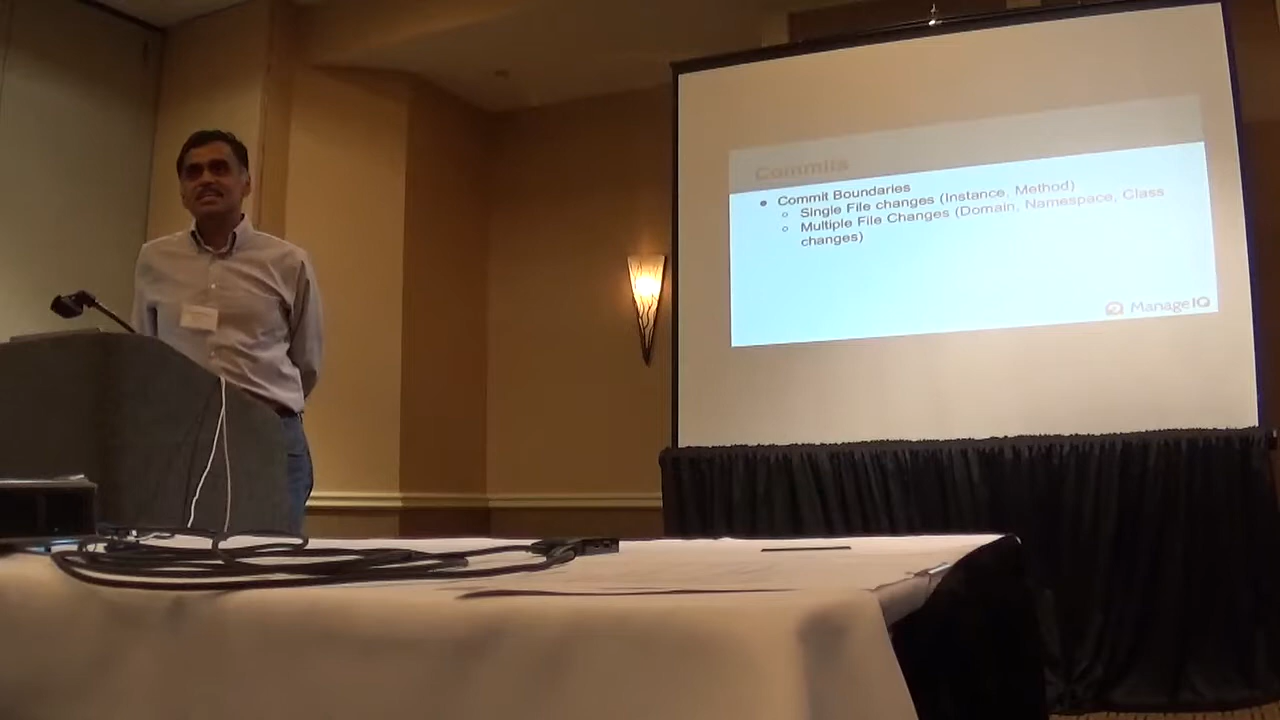 Commits
Commit Boundaries
Single File changes (Instance, Method)
Multiple File Changes (Domain, Namespace, Class
changes)
ManageIQ